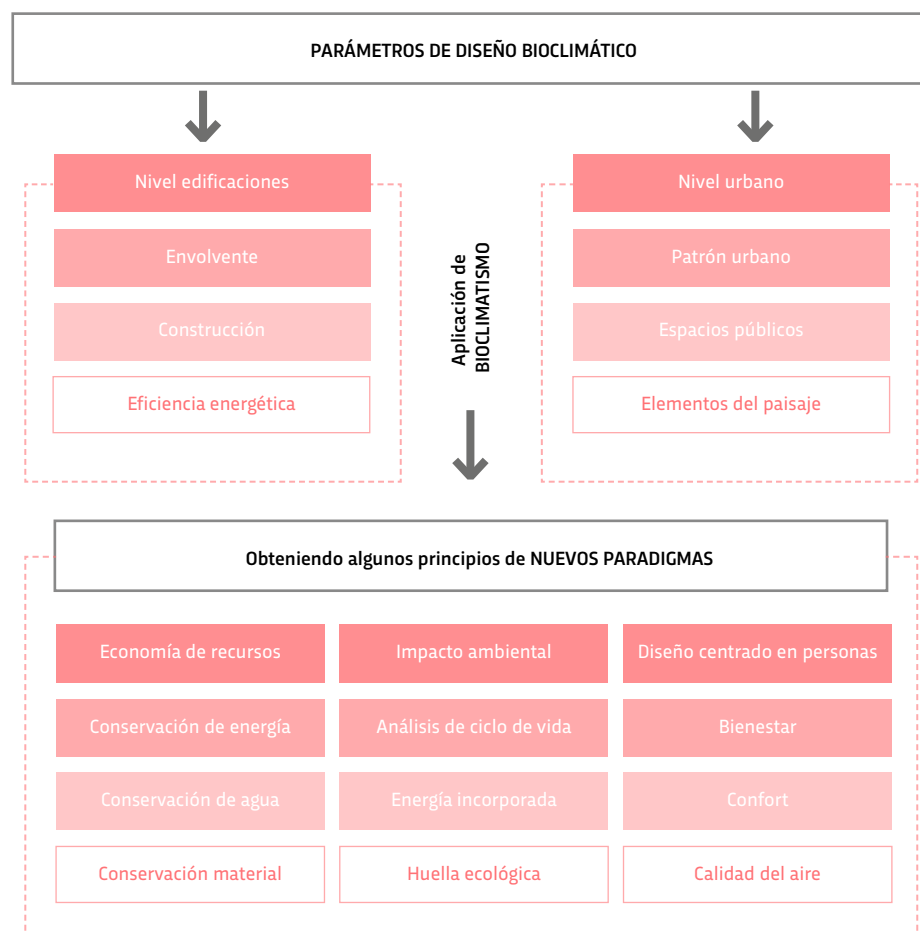 PARÁMETROS DE DISEÑO BIOCLIMÁTICO
Nivel edificaciones
Envolvente
Construcción
Eficiencia energética
Aplicación de
BIOCLIMATISMO
Nivel urbano
Patrón urbano
Espacios públicos
Elementos del paisaje
Obteniendo algunos principios de NUEVOS PARADIGMAS
Economía de recursos
Conservación de energía
Conservación de agua
Conservación material
Impacto ambiental
Análisis de ciclo de vida
Energía incorporada
Huella ecológica
Diseño centrado en personas
Bienestar
Confort
Calidad del aire